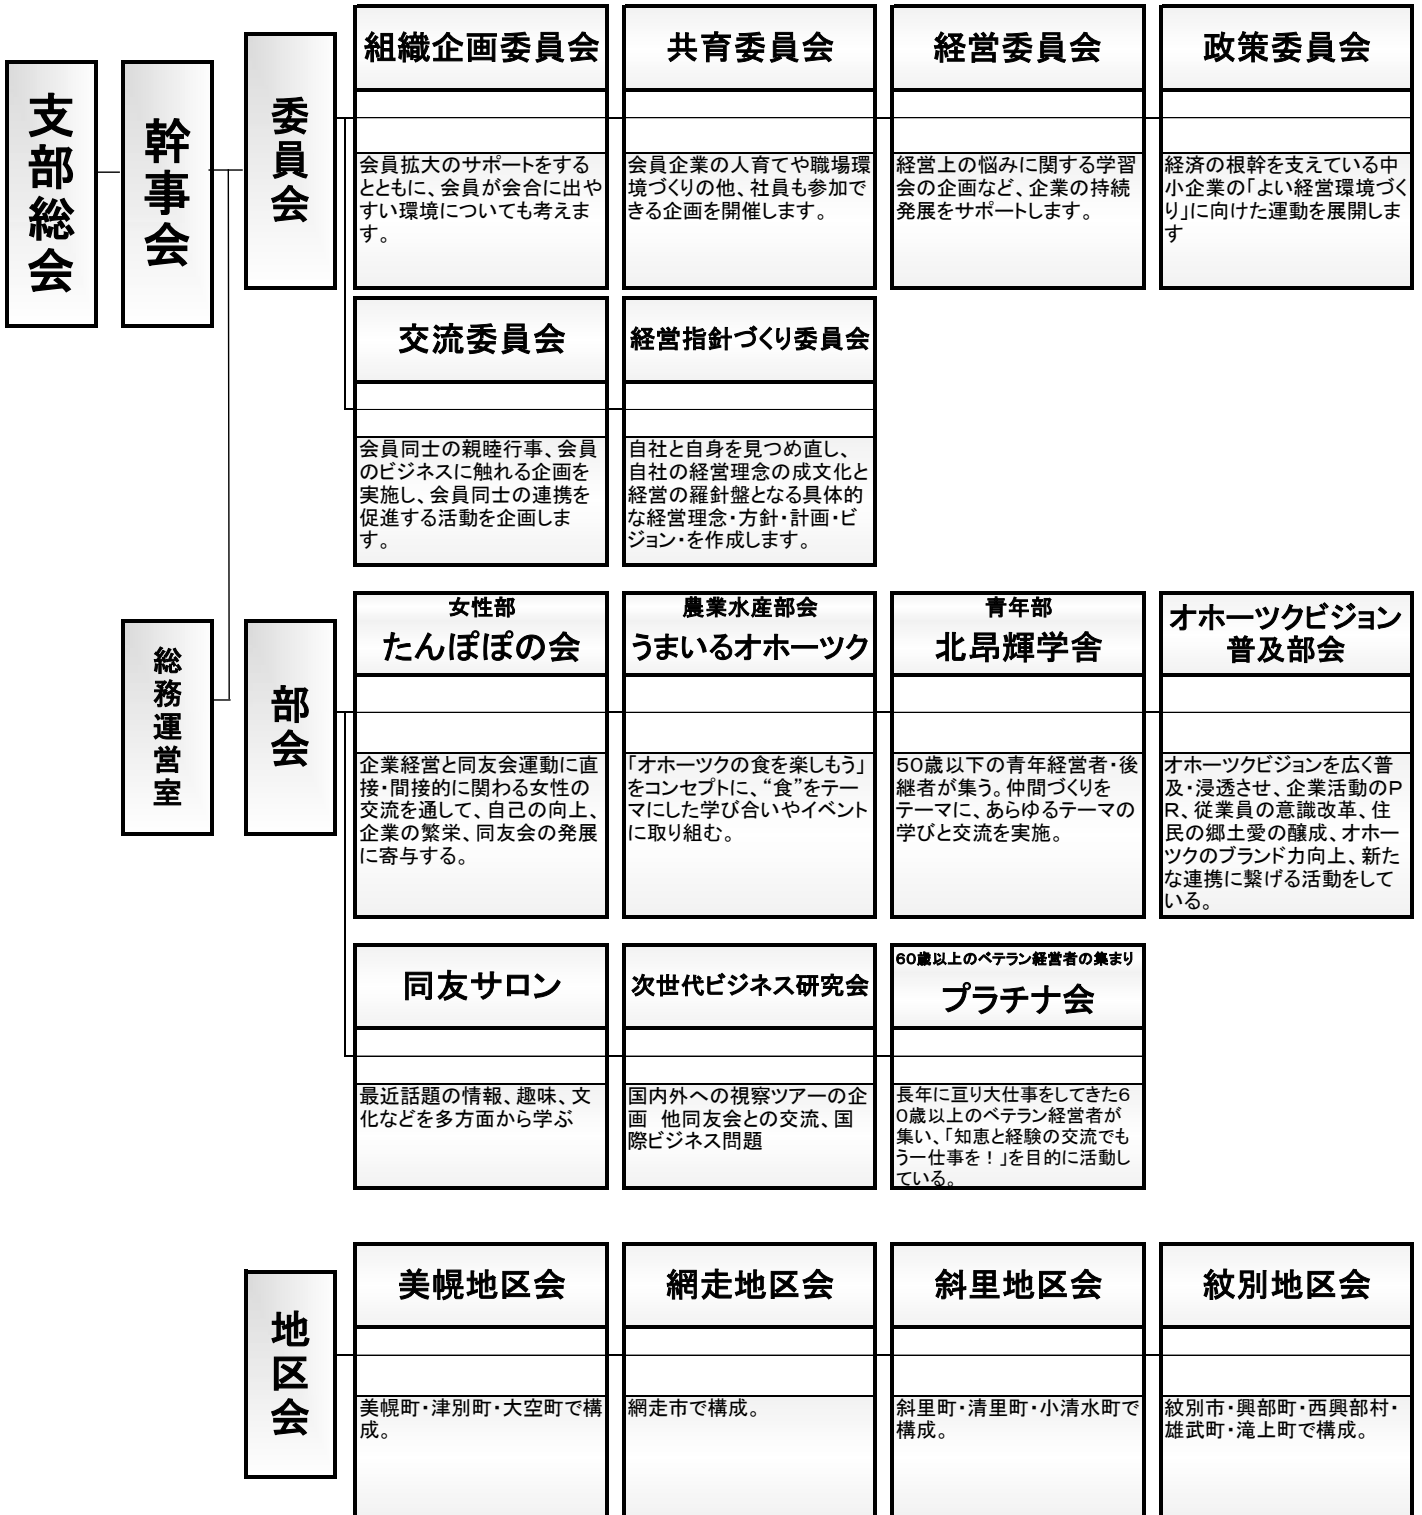 支部総会
幹事会
委員会
組織企画委員会
会員拡大のサポートをする
とともに、会員が会合に出や
すい環境についても考えま
す。
共育委員会
会員企業の人育てや職場環
境づくりの他、社員も参加で
きる企画を開催します。
経営委員会
経営上の悩みに関する学習
会の企画など、企業の持続
発展をサポートします。
政策委員会
経済の根幹を支えている中
小企業の「よい経営環境づく
り」に向けた運動を展開しま
す
交流委員会
会員同士の親睦行事、会員
のビジネスに触れる企画を
実施し、会員同士の連携を
促進する活動を企画しま
す。
経営指針づくり委員会
自社と自身を見つめ直し、
自社の経営理念の成文化と
経営の羅針盤となる具体的
な経営理念・方針・計画・ビ
ジョン・を作成します。
総務運営室
部会
女性部
たんぽぽの会
企業経営と同友会運動に直
接・間接的に関わる女性の
交流を通して、自己の向上、
企業の繁栄、同友会の発展
に寄与する。
農業水産部会
うまいるオホーツク
「オホーツクの食を楽しもう」
をコンセプトに、“食”をテー
マにした学び合いやイベント
に取り組む。
青年部
北昂輝学舎
50歳以下の青年経営者・後
継者が集う。仲間づくりを
テーマに、あらゆるテーマの
学びと交流を実施。
オホーツクビジョン
普及部会
オホーツクビジョンを広く普
及・浸透させ、企業活動のP
R、従業員の意識改革、住
民の郷土愛の醸成、オホー
ツクのブランド力向上、新た
な連携に繋げる活動をして
いる。
同友サロン
最近話題の情報、趣味、文
化などを多方面から学ぶ
次世代ビジネス研究会
国内外への視察ツアーの企
画　他同友会との交流、国
際ビジネス問題
60歳以上のベテラン経営者の集まり
プラチナ会
長年に亘り大仕事をしてきた6
0歳以上のベテラン経営者が
集い、「知恵と経験の交流でも
う一仕事を！」を目的に活動し
ている。
地区会
美幌地区会
美幌町・津別町・大空町で構
成。
網走地区会
網走市で構成。
斜里地区会
斜里町・清里町・小清水町で
構成。
紋別地区会
紋別市・興部町・西興部村・
雄武町・滝上町で構成。